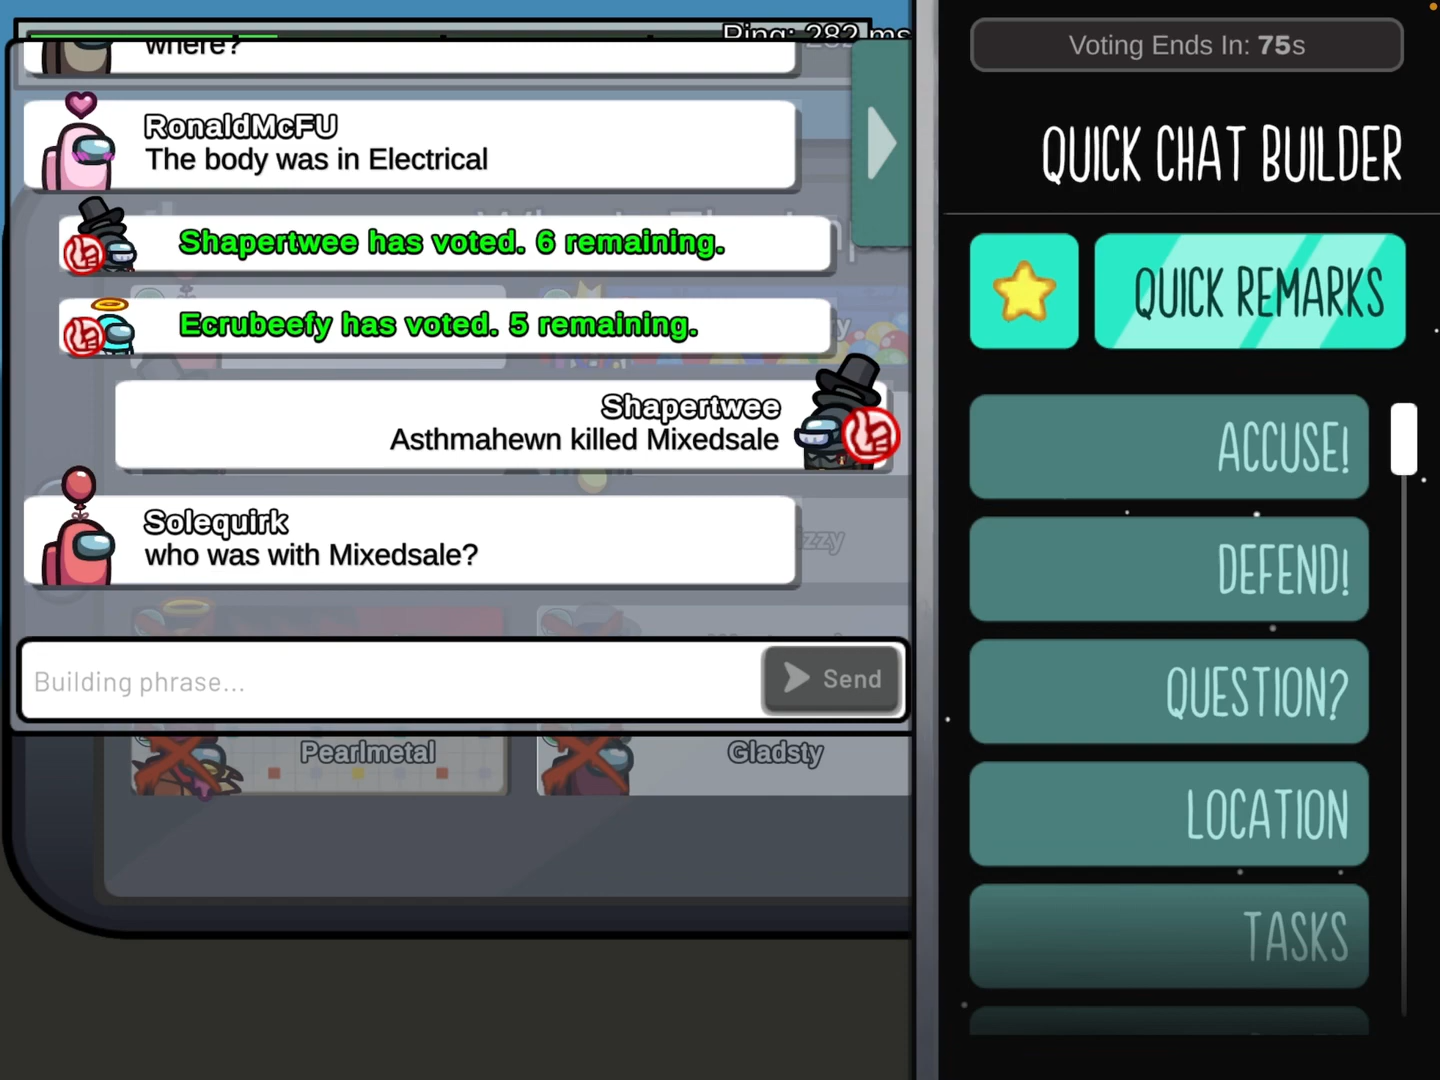 Ping: 282 ms
where?
RonaldMcFU
The body was in Electrical
Shapertwee has voted. 6 remaining.
Ecrubeefy has voted. 5 remaining.
Shapertwee
Asthmahewn killed Mixedsale
Solequirk
who was with Mixedsale?
Building phrase...
Send
Pearlmetal
Gladsty
Voting Ends In: 75s
QUICK CHAT BUILDER
QUICK REMARKS
ACCUSE!
DEFEND!
QUESTION?
LOCATION
TASKS